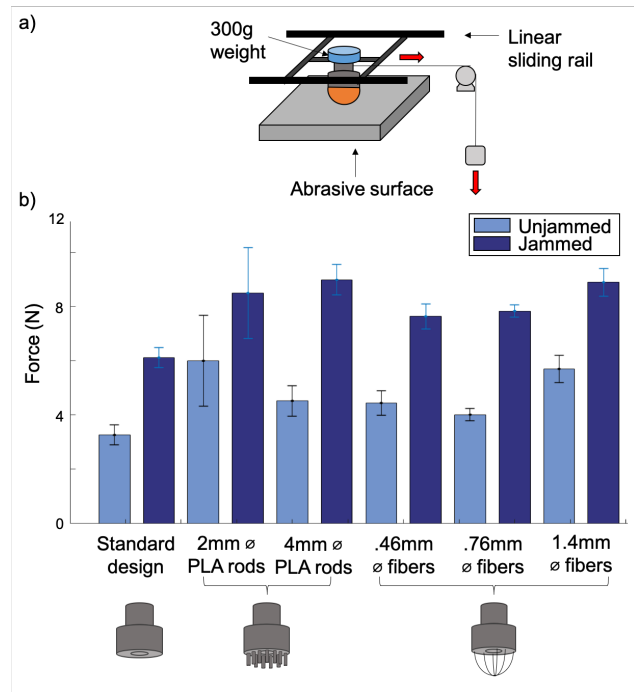 a)
300g
weight
Linear
sliding rail
Abrasive surface
b)
12
Unjammed
Jammed
8
Force (N)
4
0
Standard
design
2mm ⌀
PLA rods
4mm ⌀
PLA rods
.46mm
⌀ fibers
.76mm
⌀ fibers
1.4mm
⌀ fibers